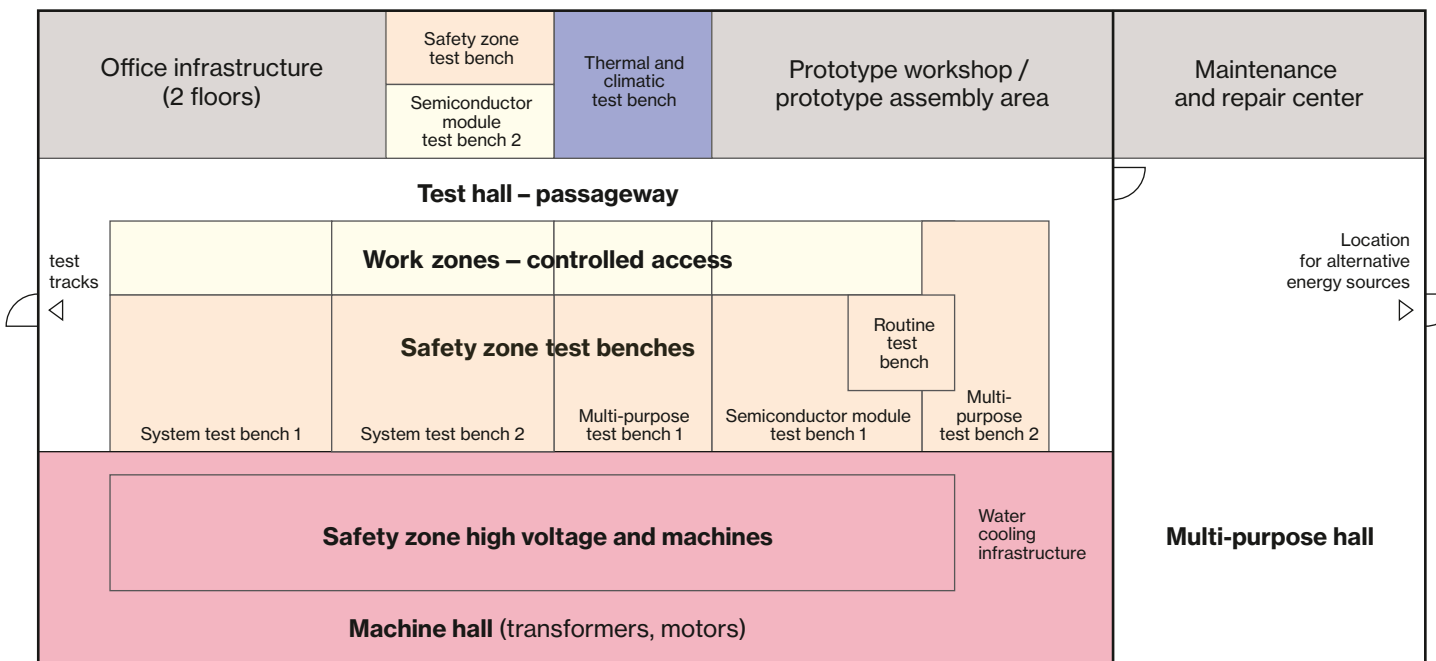 Office infrastructure
(2 floors)
Safety zone
test bench
Semiconductor
module
test bench 2
Thermal and
climatic
test bench
Prototype workshop /
prototype assembly area
Maintenance
and repair center
Test hall – passageway
test
tracks
Work zones – controlled access
Location
for alternative
energy sources
Safety zone test benches
Routine
test
bench
System test bench 1
System test bench 2
Multi-purpose
test bench 1
Semiconductor module
test bench 1
Multi-
purpose
test bench 2
Safety zone high voltage and machines
Water
cooling
infrastructure
Multi-purpose hall
Machine hall (transformers, motors)